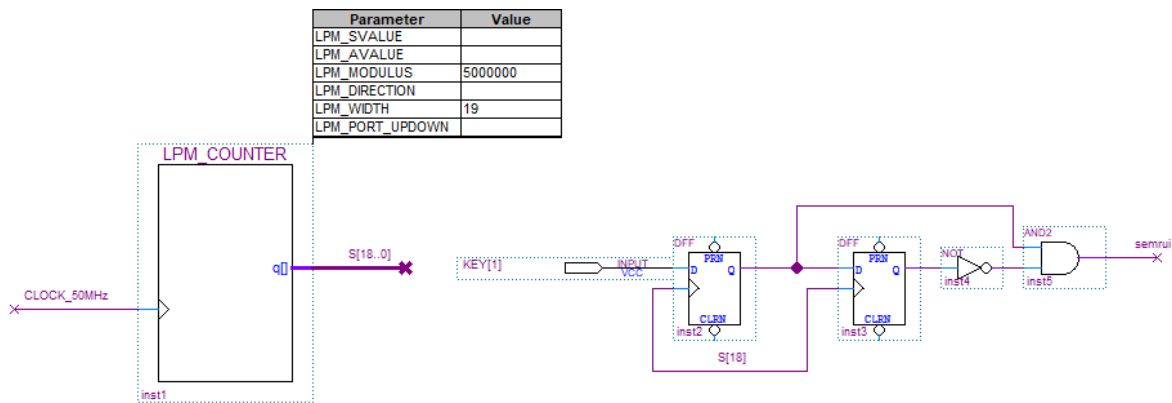 Parameter Value
LPM_SVALUE
LPM_AVALUE
LPM_MODULUS 5000000
LPM_DIRECTION
LPM_WIDTH 19
LPM_PORT_UPDOWN
LPM_COUNTER
q[]
S[18..0]
CLOCK_50MHz
inst1
KEY[1]
INPUT
VCC
DFF
PRN
D Q
CLRN
inst2
S[18]
DFF
PRN
D Q
CLRN
inst3
NOT
inst4
AND2
inst5
semrui